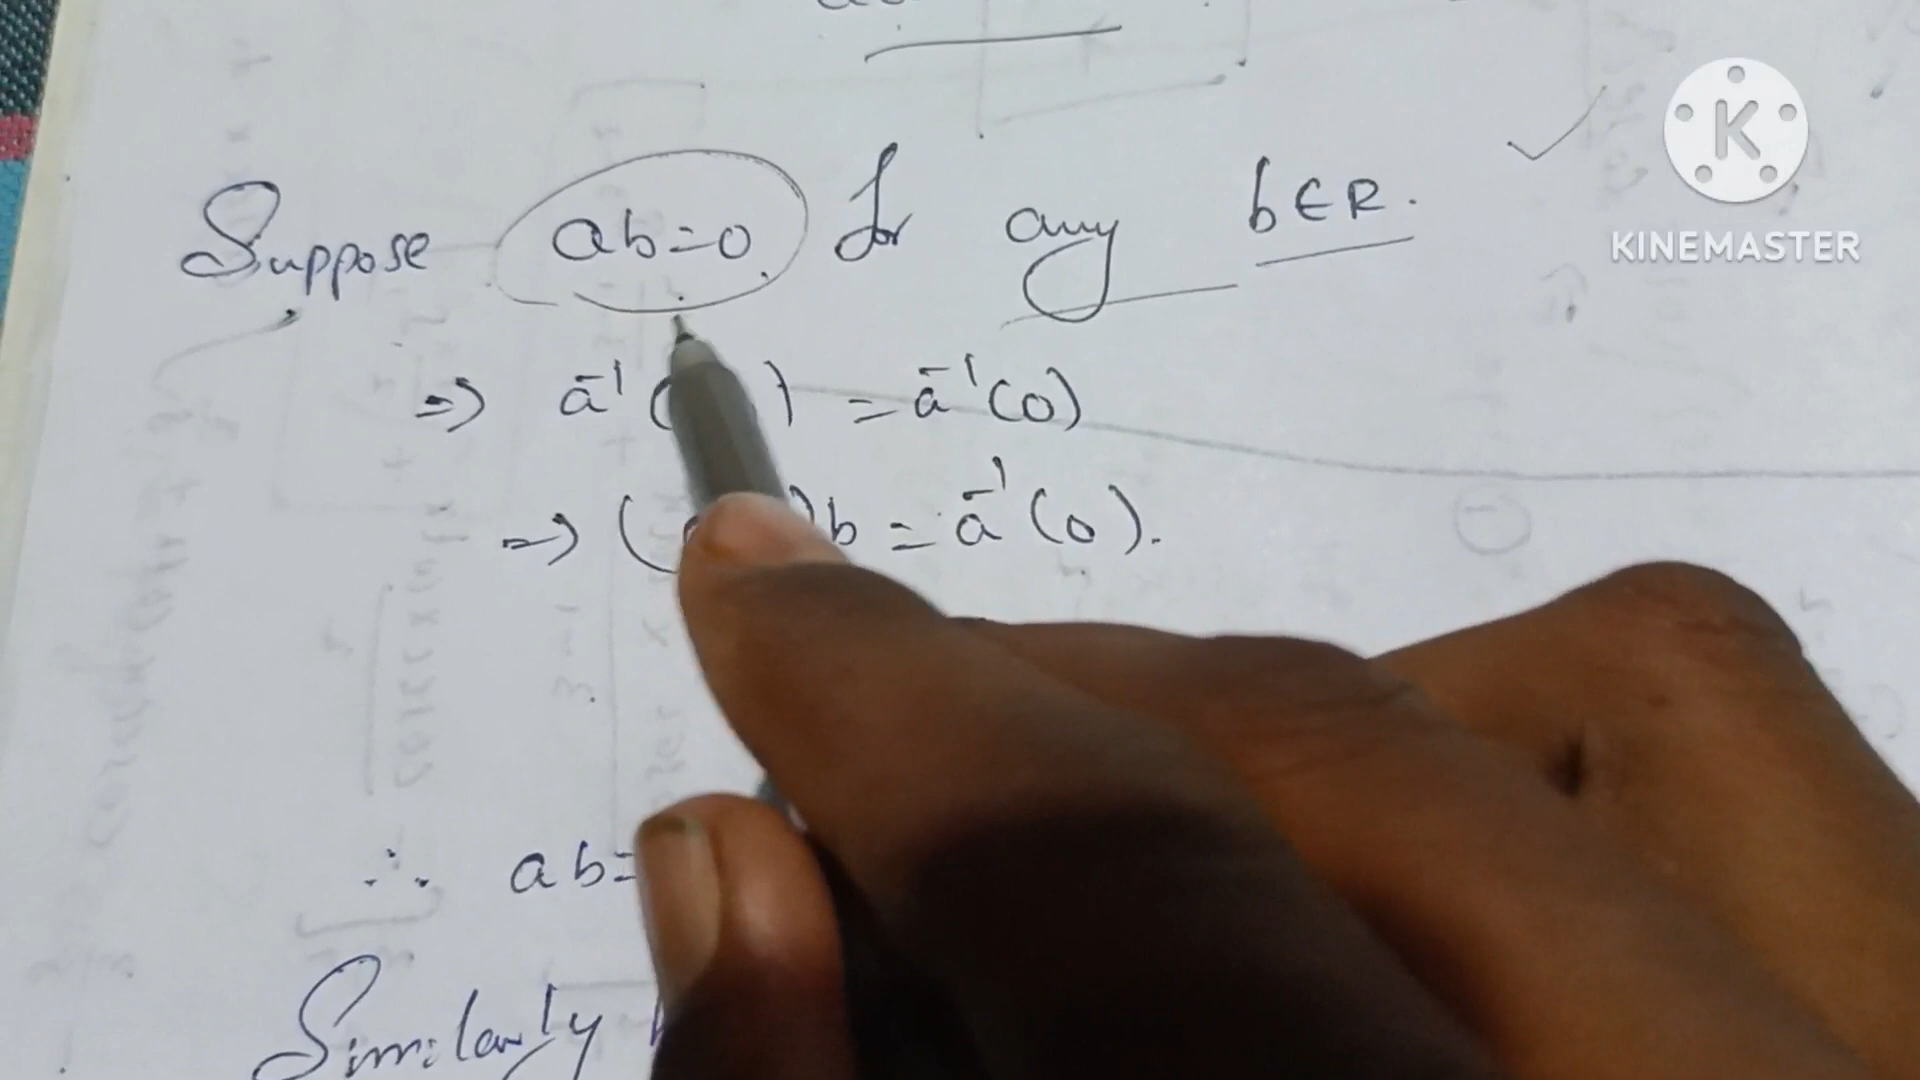 Suppose ab=0 for any b∈R.
K
KINEMASTER
⇒ a⁻¹( ) = a⁻¹(0)
⇒ ( )b = a⁻¹(0).
∴ ab=
Similarly